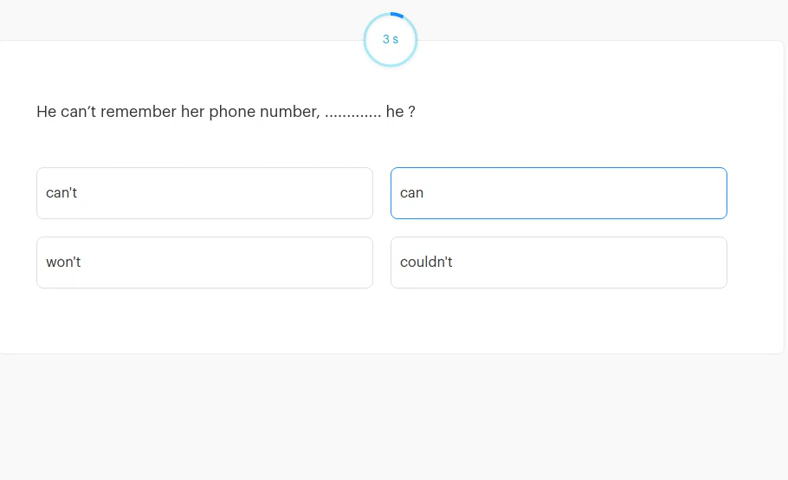 3 s
He can’t remember her phone number, ............. he ?
can't
can
won't
couldn't